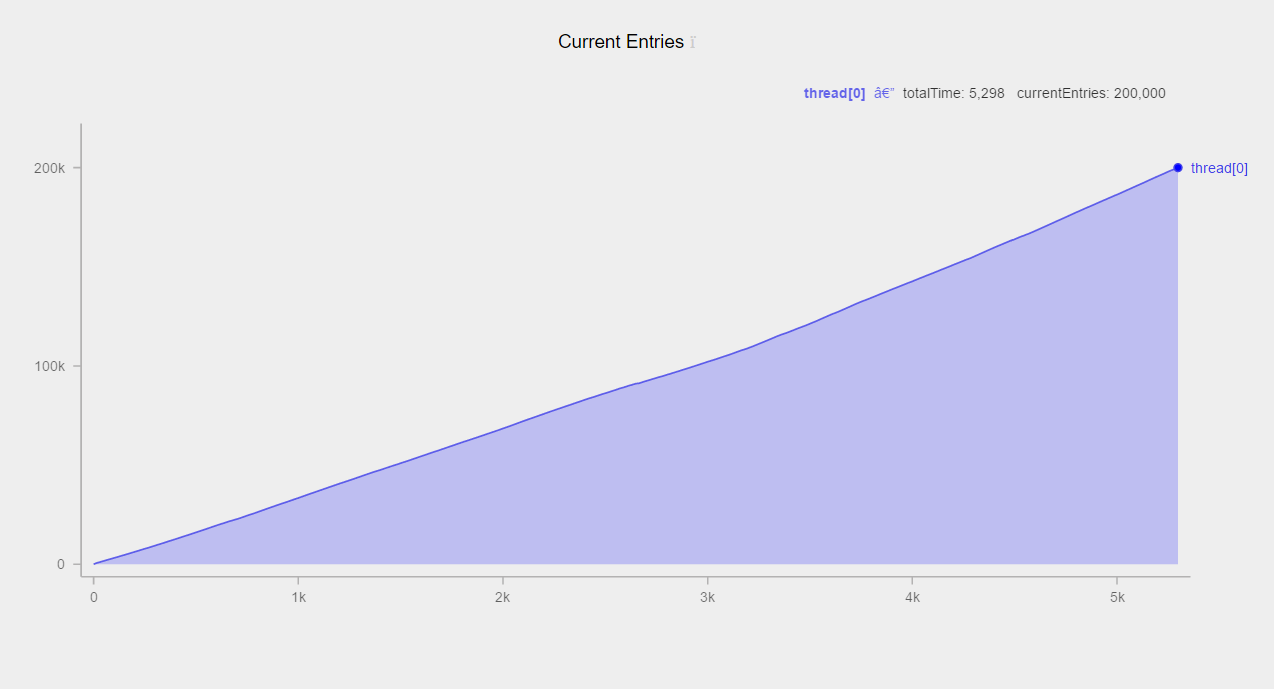 Current Entries ï
thread[0] â€” totalTime: 5,298 currentEntries: 200,000
200k
thread[0]
100k
0
0 1k 2k 3k 4k 5k